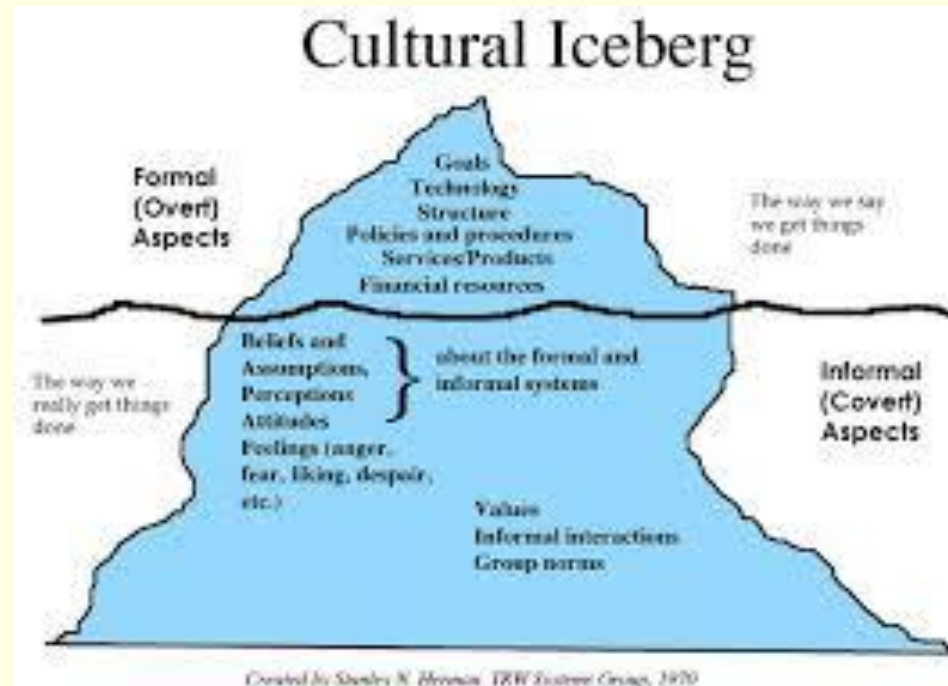 Cultural Iceberg
Formal
(Overt)
Aspects
Goals
Technology
Structure
Policies and procedures
Services/Products
Financial resources
The way we say
we get things
done
The way we
really get things
done
Beliefs and
Assumptions,
Perceptions
Attitudes
Feelings (anger,
fear, liking, despair,
etc.)
about the formal and
informal systems
Values
Informal interactions
Group norms
Informal
(Covert)
Aspects
Created by Stanley N. Herman, TRW Systems Group, 1970